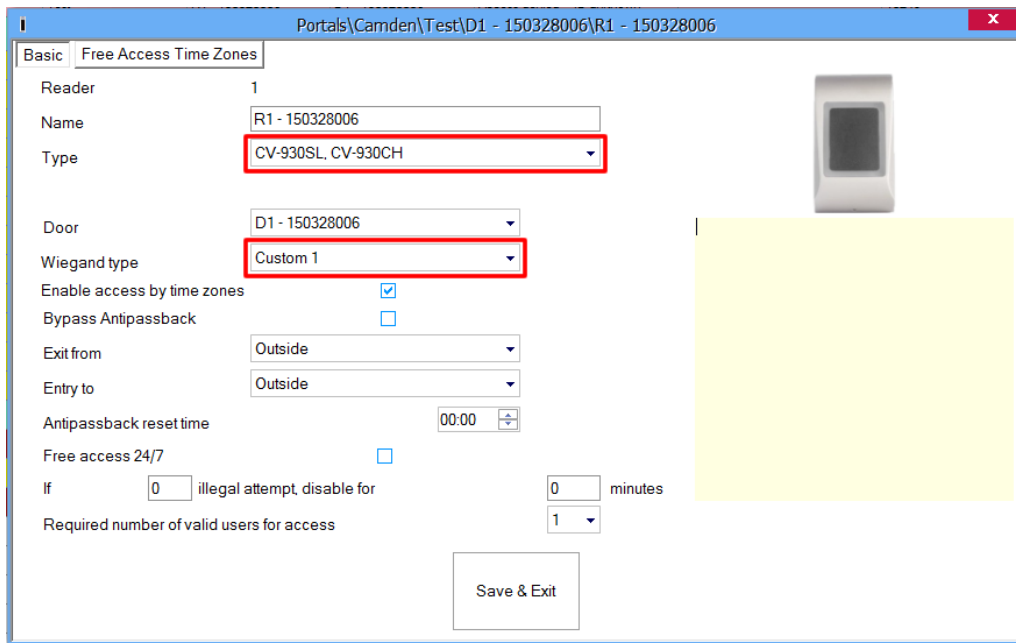 Portals\Camden\Test\D1 - 150328006\R1 - 150328006 x
Basic Free Access Time Zones
Reader 1
Name R1 - 150328006
Type CV-930SL, CV-930CH
Door D1 - 150328006
Wiegand type Custom 1
Enable access by time zones
Bypass Antipassback
Exit from Outside
Entry to Outside
Antipassback reset time 00:00
Free access 24/7
If 0 illegal attempt, disable for 0 minutes
Required number of valid users for access 1
Save & Exit